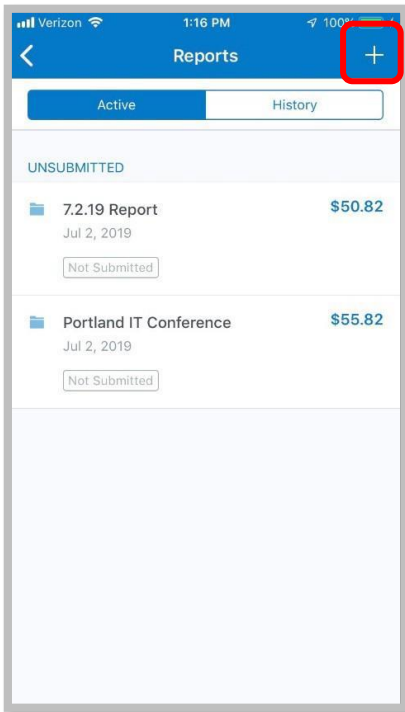 Verizon 1:16 PM 100%
Reports +
Active History
UNSUBMITTED
7.2.19 Report $50.82
Jul 2, 2019
Not Submitted
Portland IT Conference $55.82
Jul 2, 2019
Not Submitted